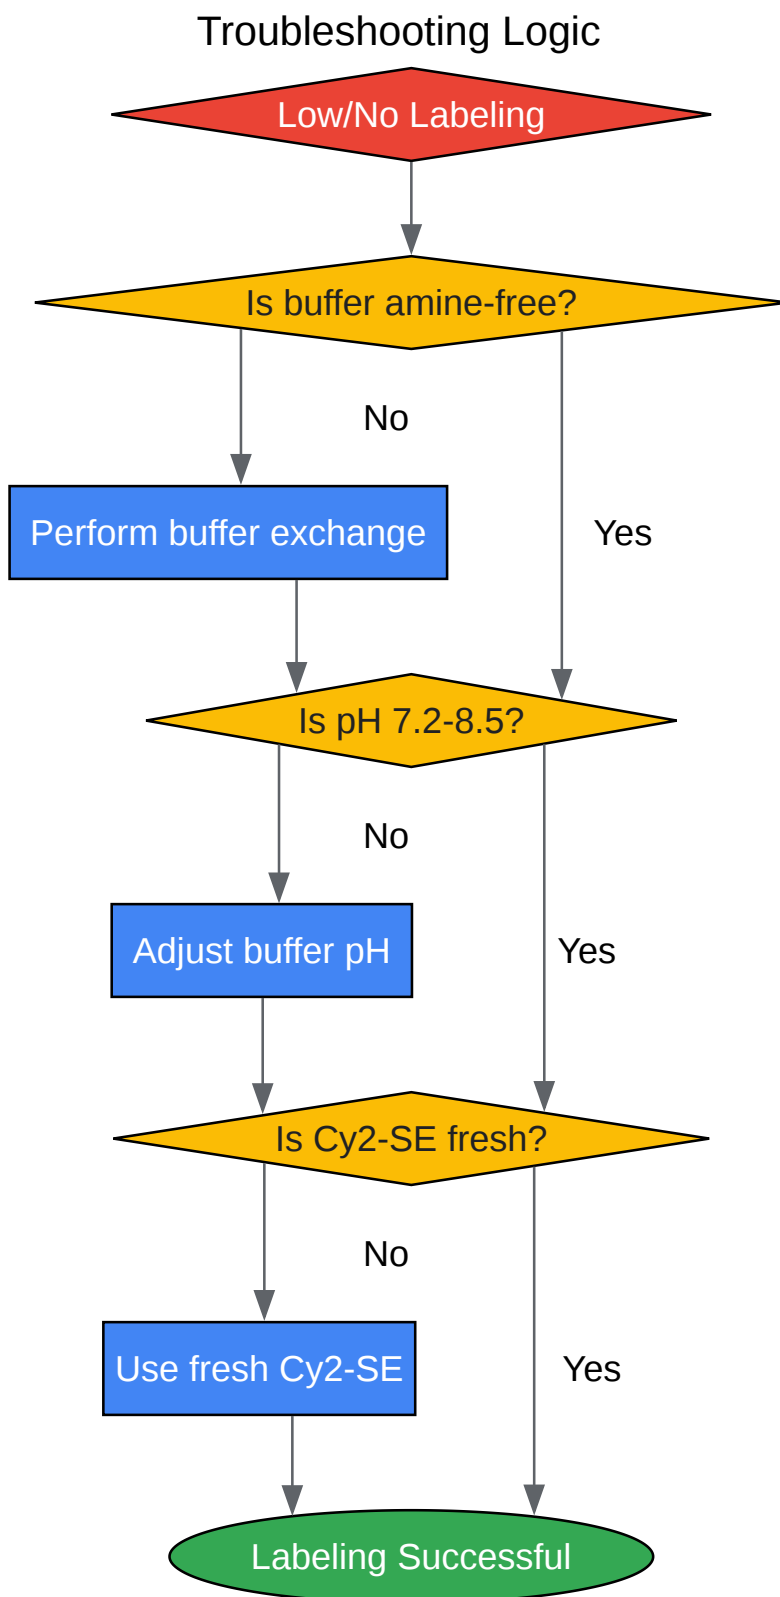 Troubleshooting Logic
Low/No Labeling
Is buffer amine-free?
No
Perform buffer exchange
Yes
Is pH 7.2-8.5?
No
Adjust buffer pH
Yes
Is Cy2-SE fresh?
No
Use fresh Cy2-SE
Yes
Labeling Successful